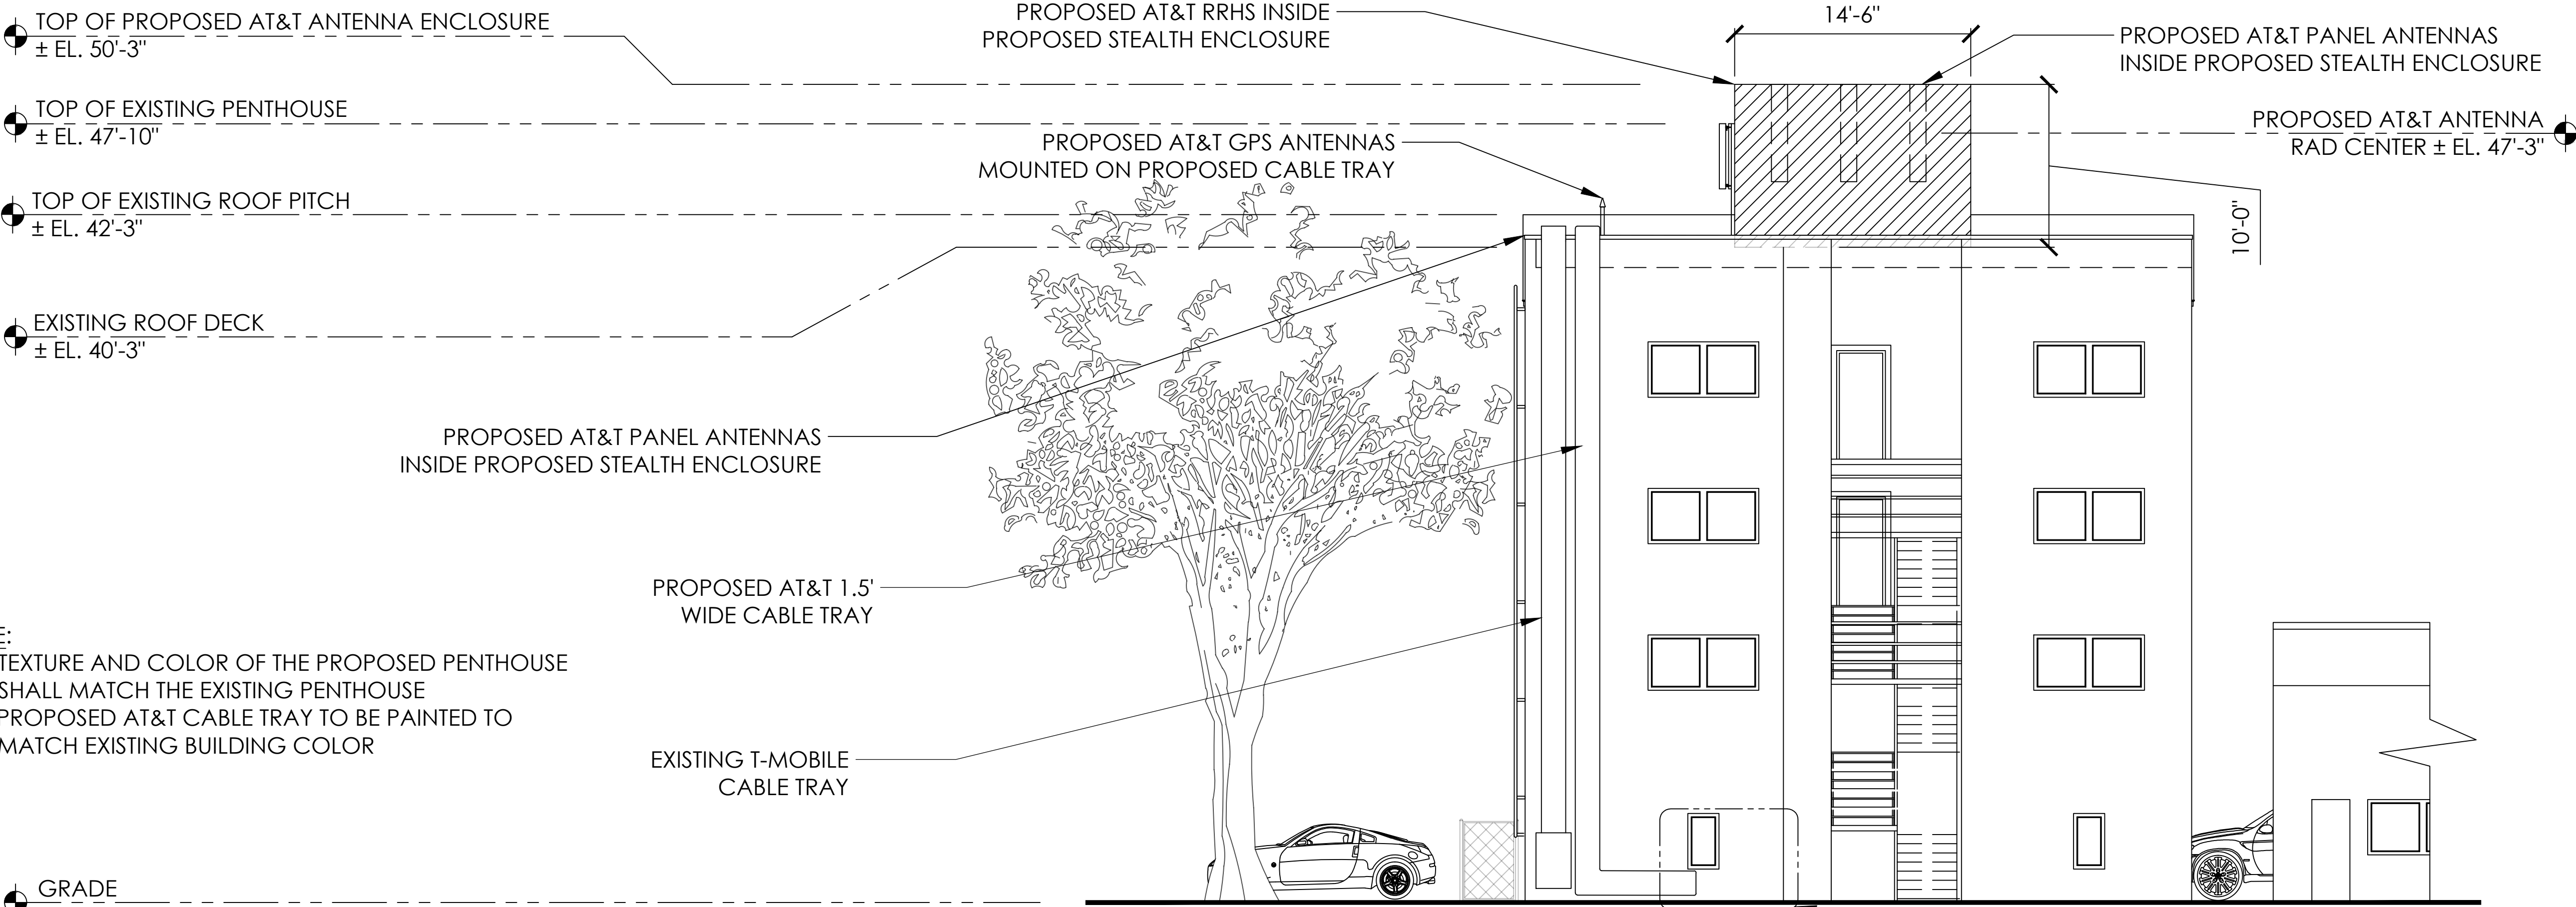 TOP OF PROPOSED AT&T ANTENNA ENCLOSURE
± EL. 50'-3"
TOP OF EXISTING PENTHOUSE
± EL. 47'-10"
TOP OF EXISTING ROOF PITCH
± EL. 42'-3"
EXISTING ROOF DECK
± EL. 40'-3"
PROPOSED AT&T RRHS INSIDE
PROPOSED STEALTH ENCLOSURE
14'-6"
PROPOSED AT&T PANEL ANTENNAS
INSIDE PROPOSED STEALTH ENCLOSURE
PROPOSED AT&T ANTENNA
RAD CENTER ± EL. 47'-3"
PROPOSED AT&T GPS ANTENNAS
MOUNTED ON PROPOSED CABLE TRAY
10'-0"
PROPOSED AT&T PANEL ANTENNAS
INSIDE PROPOSED STEALTH ENCLOSURE
PROPOSED AT&T 1.5'
WIDE CABLE TRAY
E:
TEXTURE AND COLOR OF THE PROPOSED PENTHOUSE
SHALL MATCH THE EXISTING PENTHOUSE
PROPOSED AT&T CABLE TRAY TO BE PAINTED TO
MATCH EXISTING BUILDING COLOR
EXISTING T-MOBILE
CABLE TRAY
GRADE